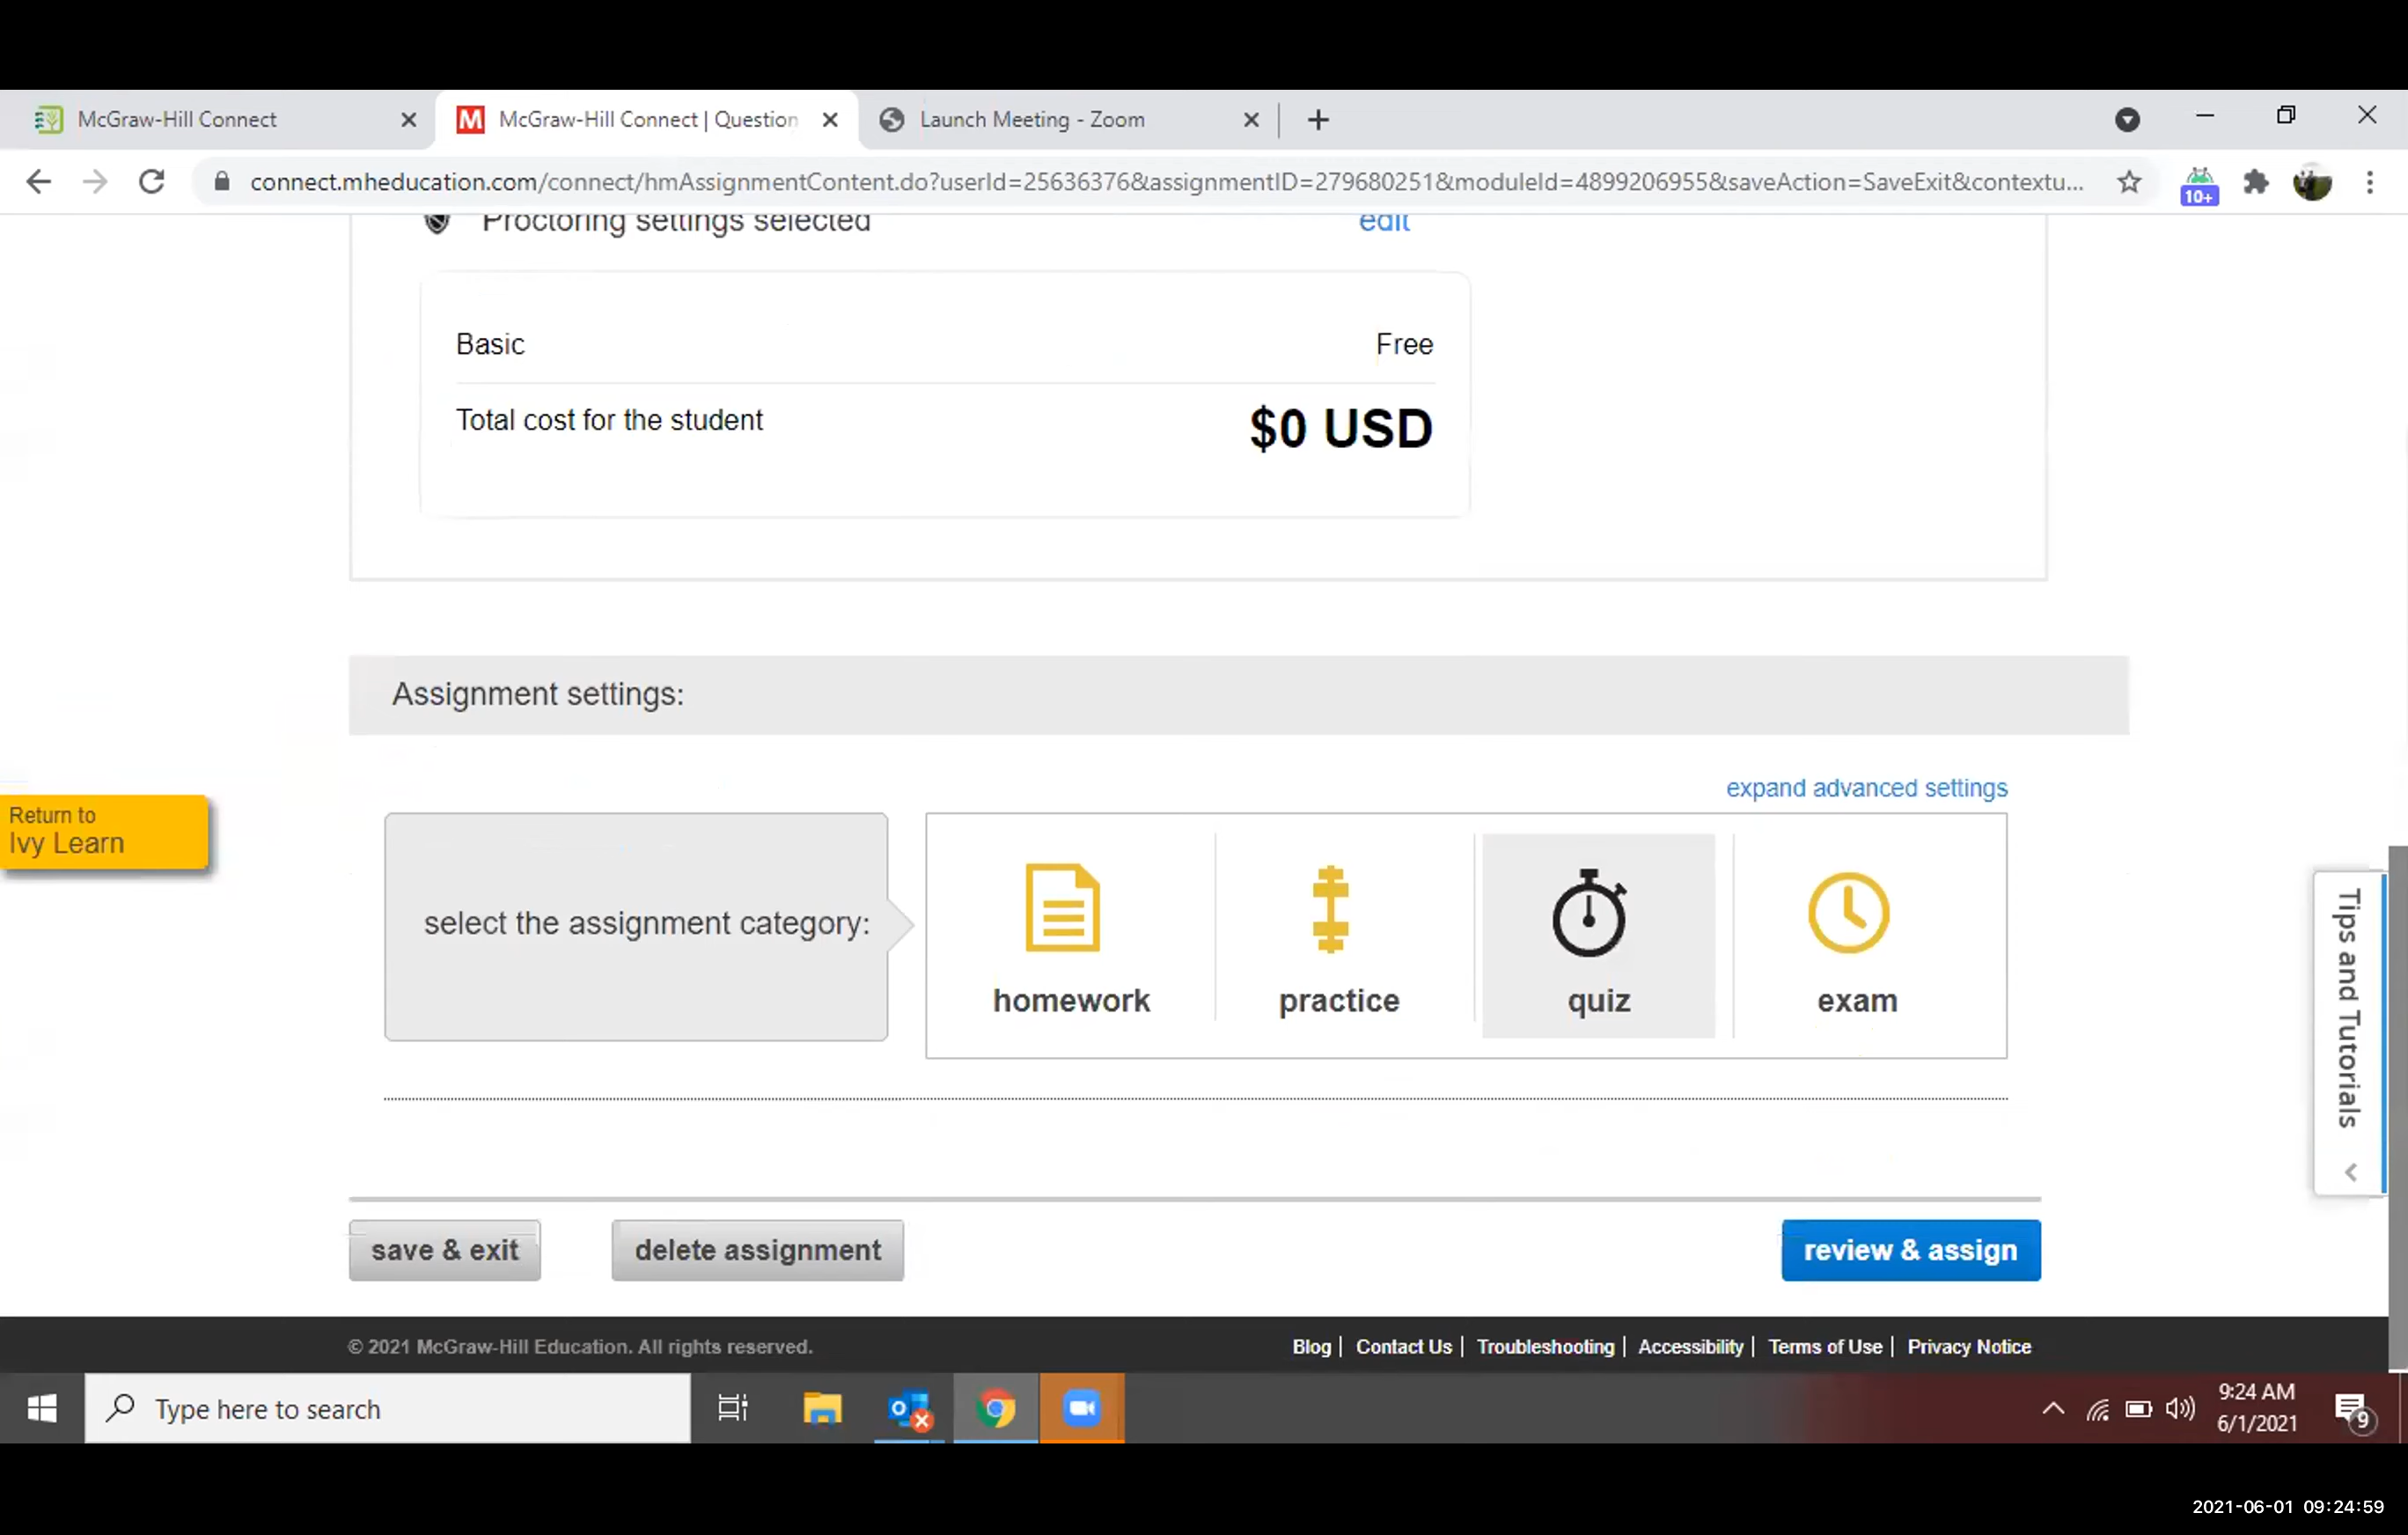 McGraw-Hill Connect
McGraw-Hill Connect | Question
Launch Meeting - Zoom
connect.mheducation.com/connect/hmAssignmentContent.do?userId=25636376&assignmentID=279680251&moduleId=4899206955&saveAction=SaveExit&contextu...
10+
Proctoring settings selected
edit
Basic
Free
Total cost for the student
$0 USD
Assignment settings:
expand advanced settings
Return to
Ivy Learn
select the assignment category:
homework
practice
quiz
exam
Tips and Tutorials
save & exit
delete assignment
review & assign
© 2021 McGraw-Hill Education. All rights reserved.
Blog | Contact Us | Troubleshooting | Accessibility | Terms of Use | Privacy Notice
Type here to search
9:24 AM
6/1/2021
9
2021-06-01 09:24:59